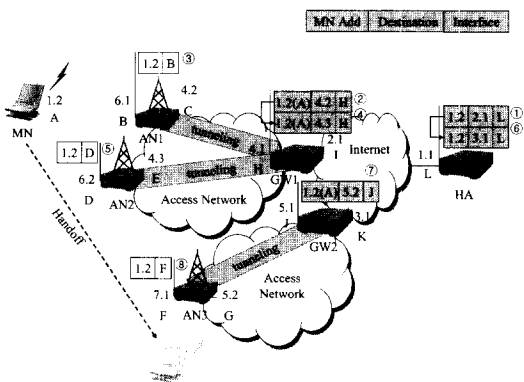 MN Add Destination Interface
1.2 B ③
4.2
1.2
A
MN
6.1
B
C
AN1
1.2(A) 4.2 H ②
1.2(A) 4.3 H ④
1.2 2.1 L ①
1.2 3.1 L ⑥
tunneling
4.1
2.1
I
Internet
1.1
L
HA
1.2 D ⑤
4.3
6.2
D
E
tunneling
H
GW1
AN2
Access Network
1.2(A) 5.2 J ⑦
5.1
J
3.1
K
GW2
Handoff
1.2 F ⑧
tunneling
Access
Network
7.1
5.2
F
AN3
G